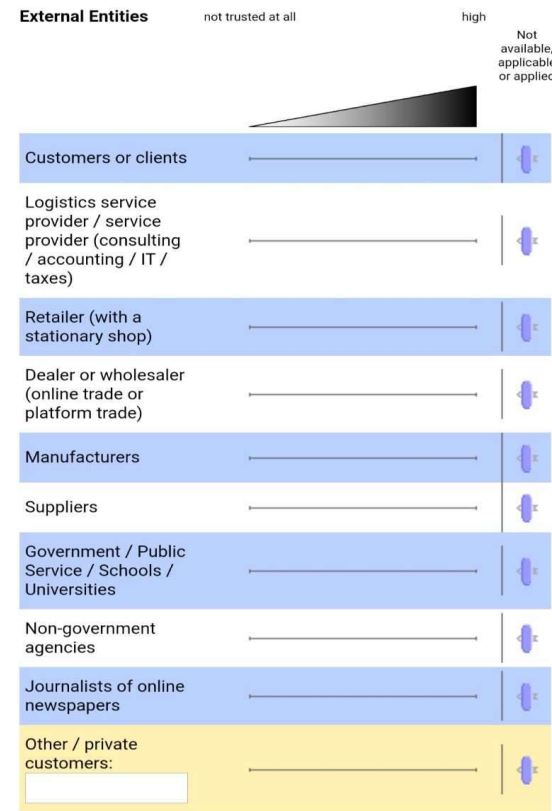 External Entities
not trusted at all
high
Not
available,
applicable
or applied
Customers or clients
Logistics service
provider / service
provider (consulting
/ accounting / IT /
taxes)
Retailer (with a
stationary shop)
Dealer or wholesaler
(online trade or
platform trade)
Manufacturers
Suppliers
Government / Public
Service / Schools /
Universities
Non-government
agencies
Journalists of online
newspapers
Other / private
customers: